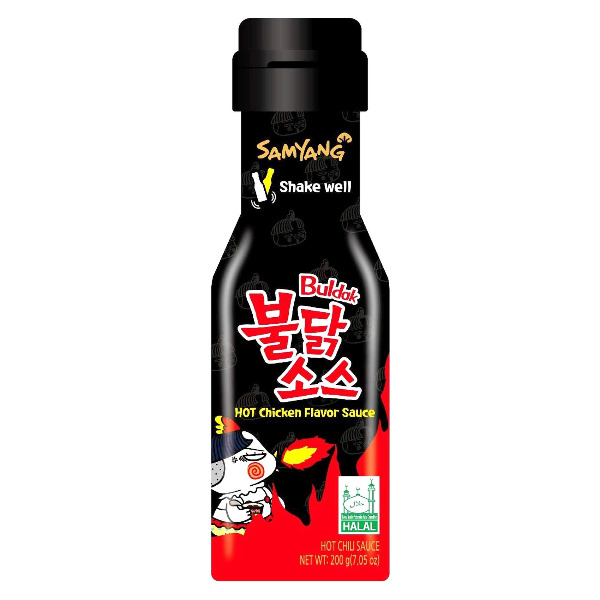 SAMYANG
Shake well
Buldak
불닭
소스
HOT Chicken Flavor Sauce
HALAL
HOT CHILI SAUCE
NET WT: 200 g(7.05 oz)